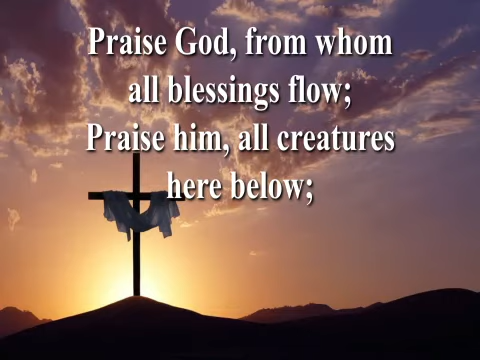 Praise God, from whom
all blessings flow;
Praise him, all creatures
here below;